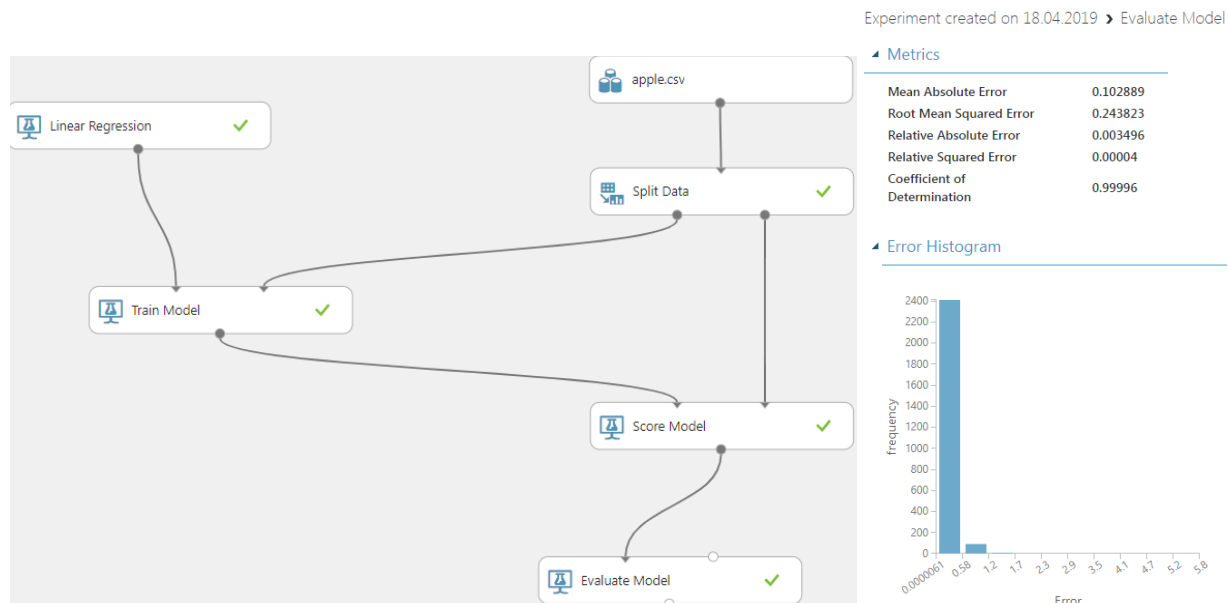 Experiment created on 18.04.2019 > Evaluate Model
apple.csv
Linear Regression
Split Data
Train Model
Score Model
Evaluate Model
Metrics
Mean Absolute Error 0.102889
Root Mean Squared Error 0.243823
Relative Absolute Error 0.003496
Relative Squared Error 0.00004
Coefficient of
Determination 0.99996
Error Histogram
2400
2200
2000
1800
1600
1400
1200
1000
800
600
400
200
0
frequency
0.0000061 0.58 1.2 1.7 2.3 2.9 3.5 4.1 4.7 5.2 5.8
Error